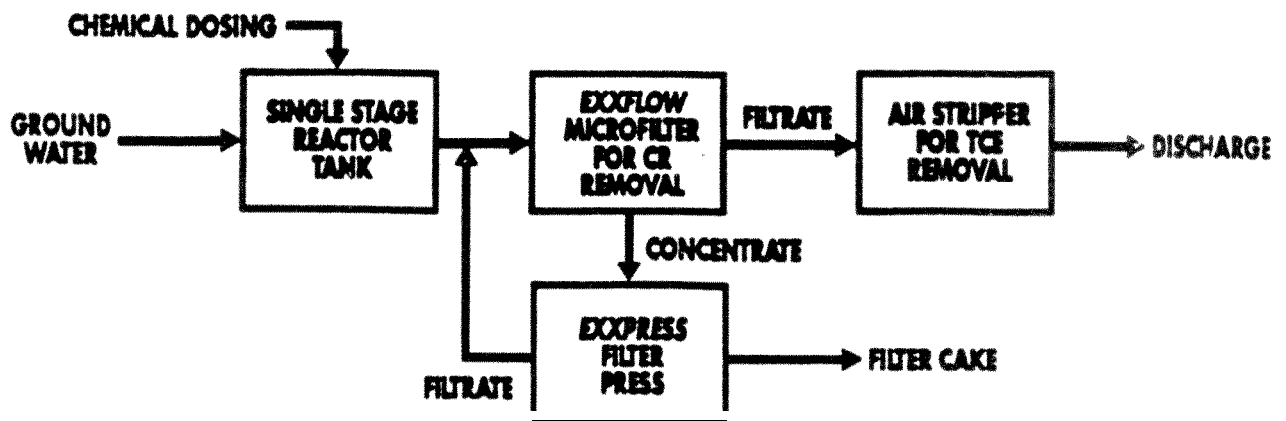 CHEMICAL DOSING
GROUND
WATER
SINGLE STAGE
REACTOR
TANK
EXXFLOW
MICROFILTER
FOR CR
REMOVAL
FILTRATE
AIR STRIPPER
FOR TCE
REMOVAL
DISCHARGE
CONCENTRATE
EXXPRESS
FILTER
PRESS
FILTRATE
FILTER CAKE